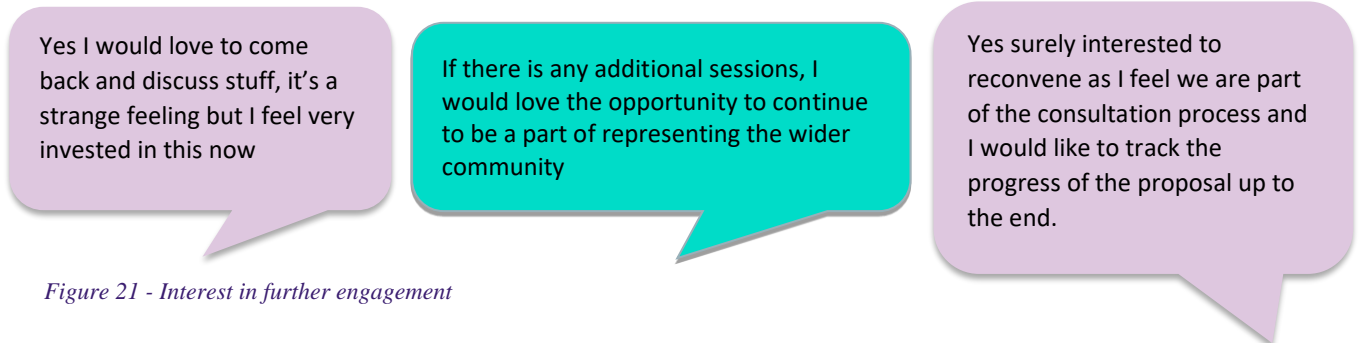 Yes I would love to come
back and discuss stuff, it’s a
strange feeling but I feel very
invested in this now
If there is any additional sessions, I
would love the opportunity to continue
to be a part of representing the wider
community
Yes surely interested to
reconvene as I feel we are part
of the consultation process and
I would like to track the
progress of the proposal up to
the end.
Figure 21 - Interest in further engagement